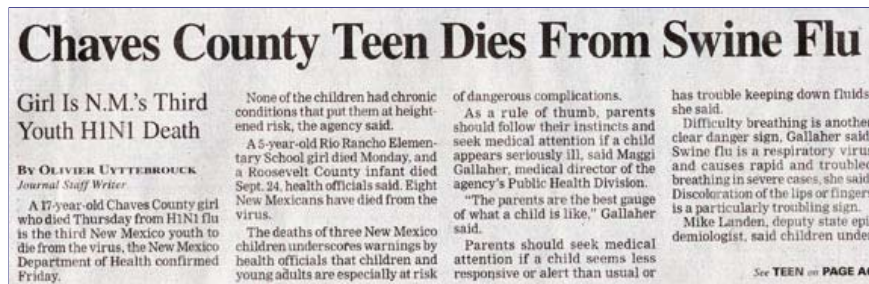 Chaves County Teen Dies From Swine Flu
Girl Is N.M.'s Third
Youth H1N1 Death
BY OLIVIER UYTTEBROUCK
Journal Staff Writer
A 17-year-old Chaves County girl
who died Thursday from H1N1 flu
is the third New Mexico youth to
die from the virus, the New Mexico
Department of Health confirmed
Friday.
None of the children had chronic
conditions that put them at height-
ened risk, the agency said.
A 5-year-old Rio Rancho Elemen-
tary School girl died Monday, and
a Roosevelt County infant died
Sept. 24, health officials said. Eight
New Mexicans have died from the
virus.
The deaths of three New Mexico
children underscores warnings by
health officials that children and
young adults are especially at risk
of dangerous complications.
As a rule of thumb, parents
should follow their instincts and
seek medical attention if a child
appears seriously ill, said Maggi
Gallaher, medical director of the
agency's Public Health Division.
"The parents are the best gauge
of what a child is like," Gallaher
said.
Parents should seek medical
attention if a child seems less
responsive or alert than usual or
has trouble keeping down fluids
she said.
Difficulty breathing is another
clear danger sign, Gallaher said
Swine flu is a respiratory virus
and causes rapid and troubled
breathing in severe cases, she said
Discoloration of the lips or fingers
is a particularly troubling sign.
Mike Landen, deputy state epi
demiologist, said children under
See TEEN on PAGE A